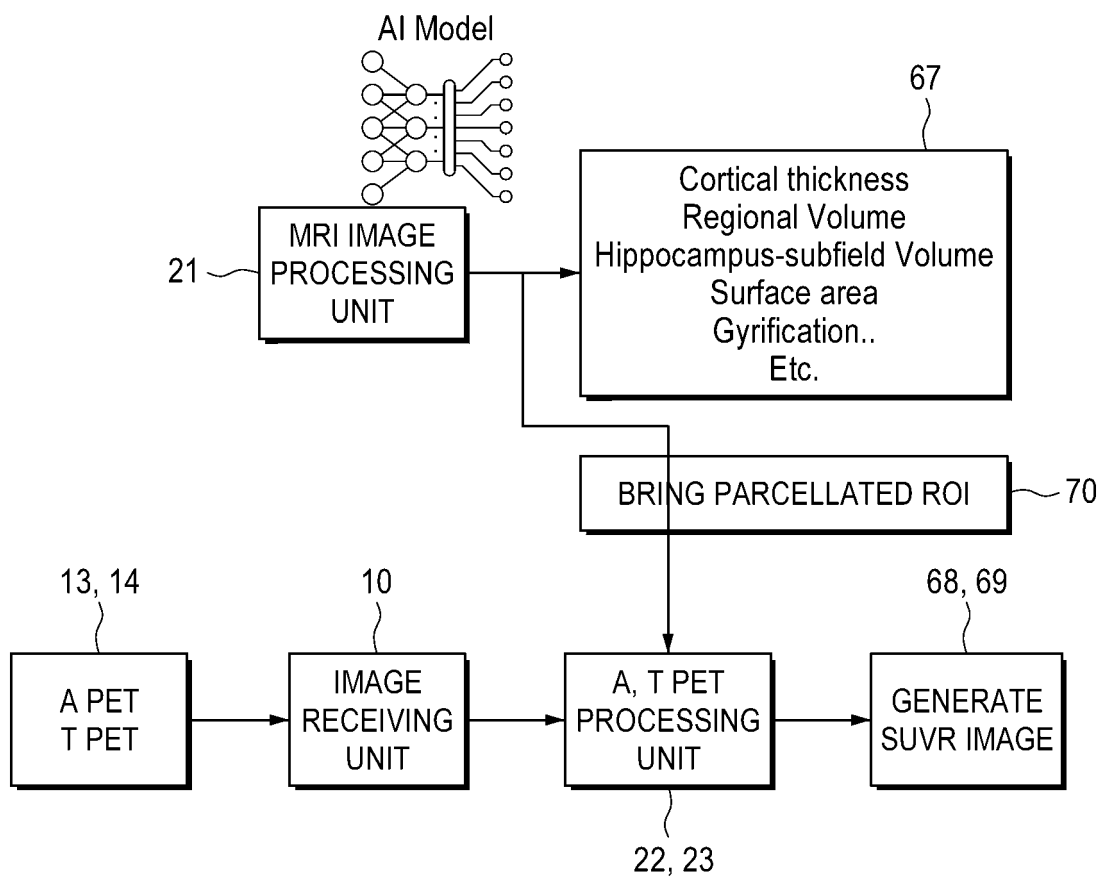 AI Model
67
Cortical thickness
Regional Volume
Hippocampus-subfield Volume
Surface area
Gyrification..
Etc.
21
MRI IMAGE
PROCESSING
UNIT
BRING PARCELLATED ROI
70
13, 14
10
68, 69
A PET
T PET
IMAGE
RECEIVING
UNIT
A, T PET
PROCESSING
UNIT
GENERATE
SUVR IMAGE
22, 23